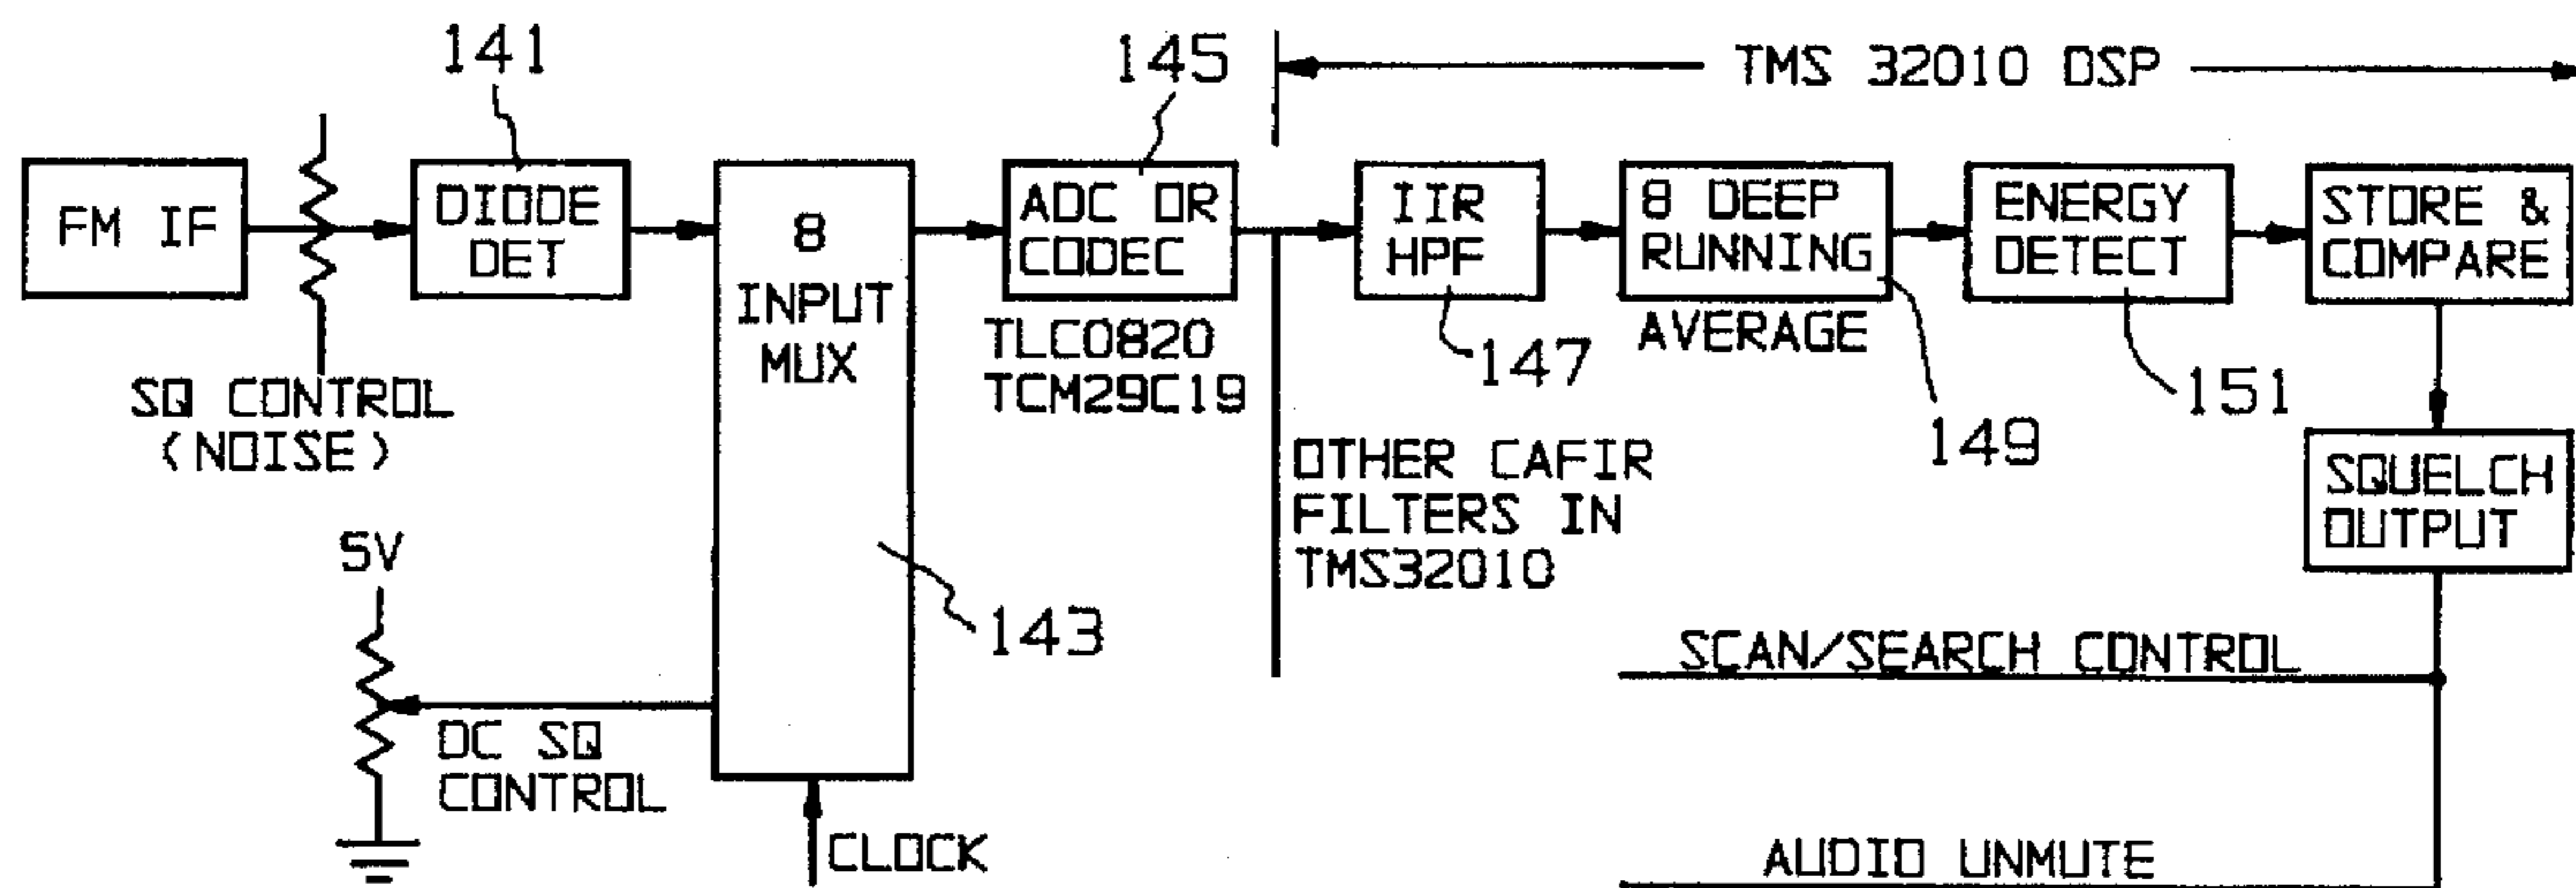 141
145
TMS 32010 DSP
FM IF
DIODE
DET
8
INPUT
MUX
ADC OR
CODEC
IIR
HPF
8 DEEP
RUNNING
AVERAGE
ENERGY
DETECT
STORE &
COMPARE
TLC0820
TCM29C19
147
149
151
SQ CONTROL
(NOISE)
OTHER CAFIR
FILTERS IN
TMS32010
SQUELCH
OUTPUT
5V
143
DC SQ
CONTROL
CLOCK
SCAN/SEARCH CONTROL
AUDIO UNMUTE